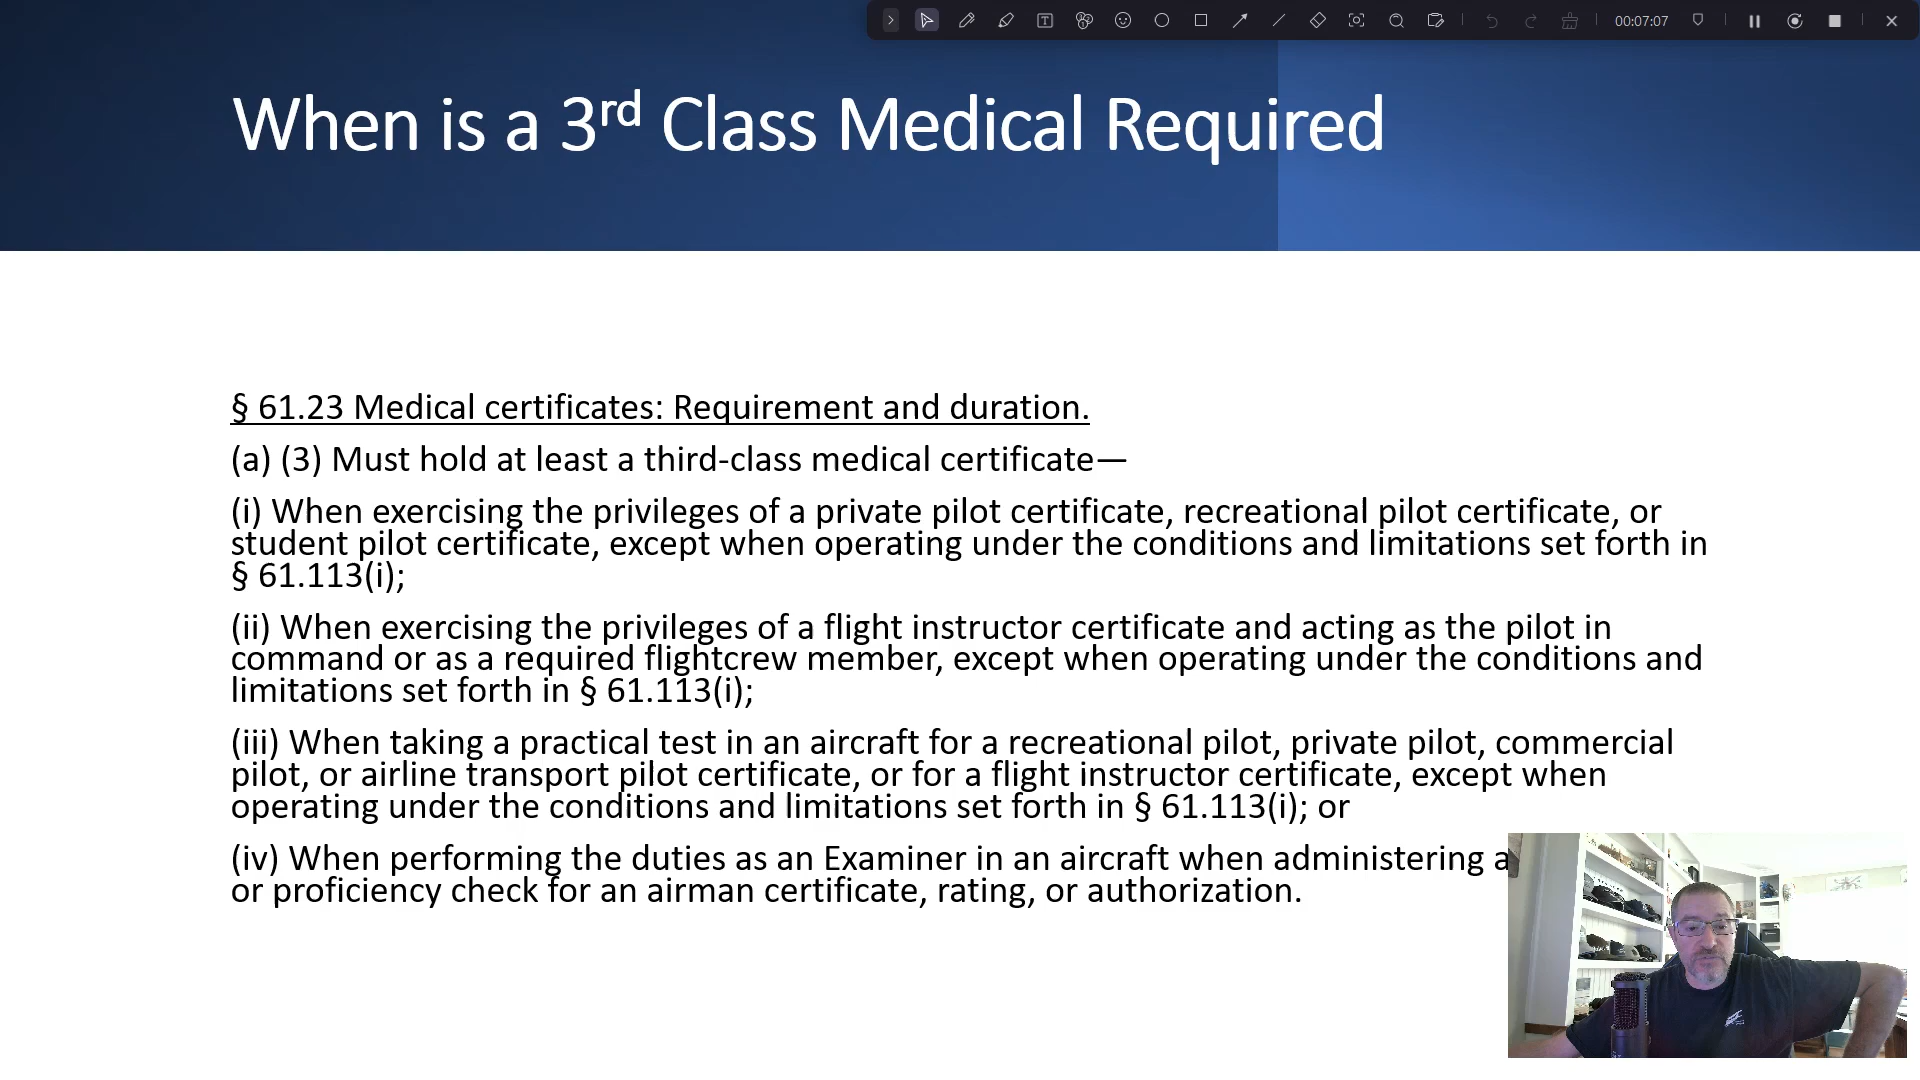 00:07:07
When is a 3rd Class Medical Required
§ 61.23 Medical certificates: Requirement and duration.
(a) (3) Must hold at least a third-class medical certificate—
(i) When exercising the privileges of a private pilot certificate, recreational pilot certificate, or
student pilot certificate, except when operating under the conditions and limitations set forth in
§ 61.113(i);
(ii) When exercising the privileges of a flight instructor certificate and acting as the pilot in
command or as a required flightcrew member, except when operating under the conditions and
limitations set forth in § 61.113(i);
(iii) When taking a practical test in an aircraft for a recreational pilot, private pilot, commercial
pilot, or airline transport pilot certificate, or for a flight instructor certificate, except when
operating under the conditions and limitations set forth in § 61.113(i); or
(iv) When performing the duties as an Examiner in an aircraft when administering a
or proficiency check for an airman certificate, rating, or authorization.